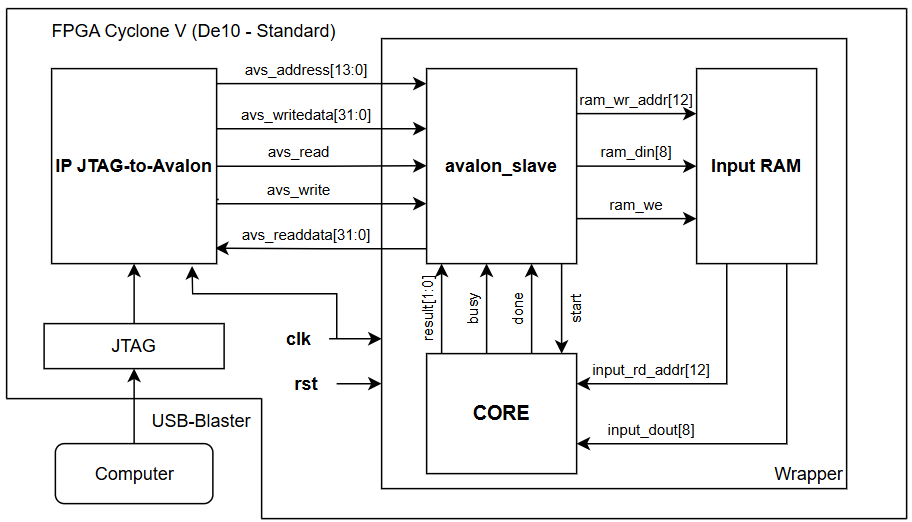 FPGA Cyclone V (De10 - Standard)
IP JTAG-to-Avalon
avs_address[13:0]
avs_writedata[31:0]
avs_read
avs_write
avs_readdata[31:0]
avalon_slave
ram_wr_addr[12]
ram_din[8]
ram_we
Input RAM
result[1:0]
busy
done
start
clk
rst
JTAG
input_rd_addr[12]
CORE
input_dout[8]
USB-Blaster
Computer
Wrapper